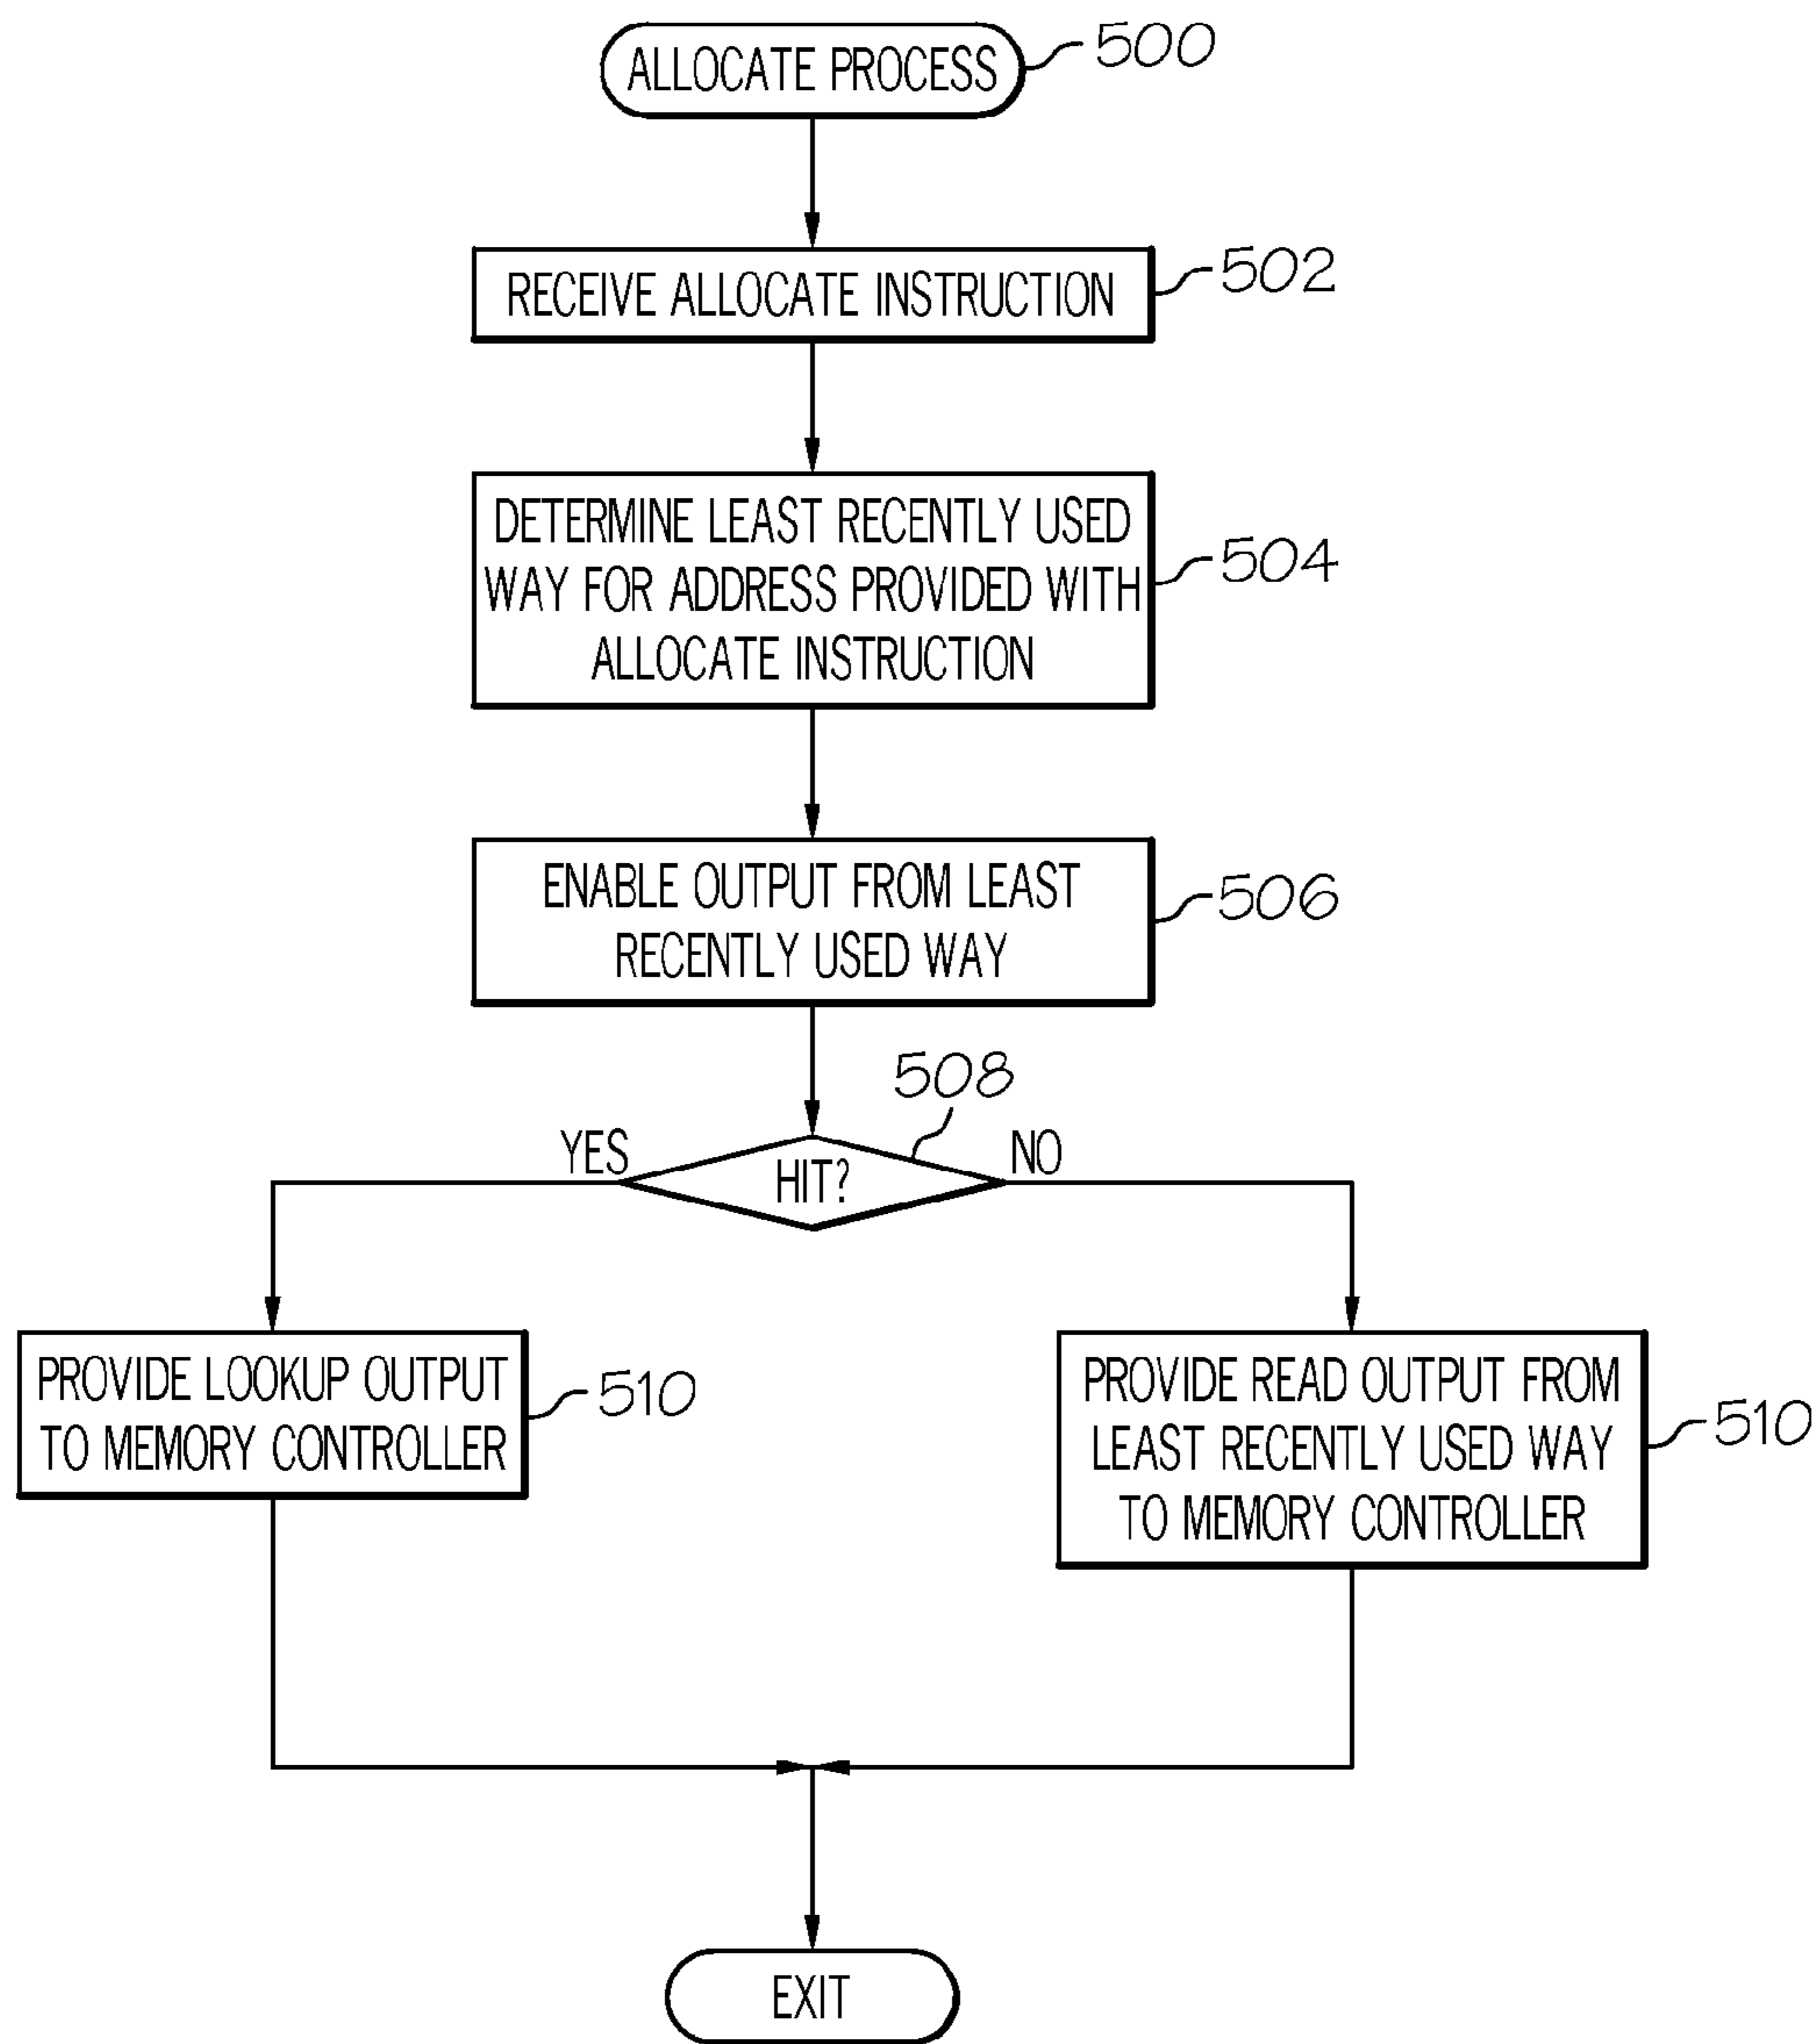 ALLOCATE PROCESS
500
RECEIVE ALLOCATE INSTRUCTION
502
DETERMINE LEAST RECENTLY USED
WAY FOR ADDRESS PROVIDED WITH
ALLOCATE INSTRUCTION
504
ENABLE OUTPUT FROM LEAST
RECENTLY USED WAY
506
508
YES
HIT?
NO
PROVIDE LOOKUP OUTPUT
TO MEMORY CONTROLLER
510
PROVIDE READ OUTPUT FROM
LEAST RECENTLY USED WAY
TO MEMORY CONTROLLER
510
EXIT